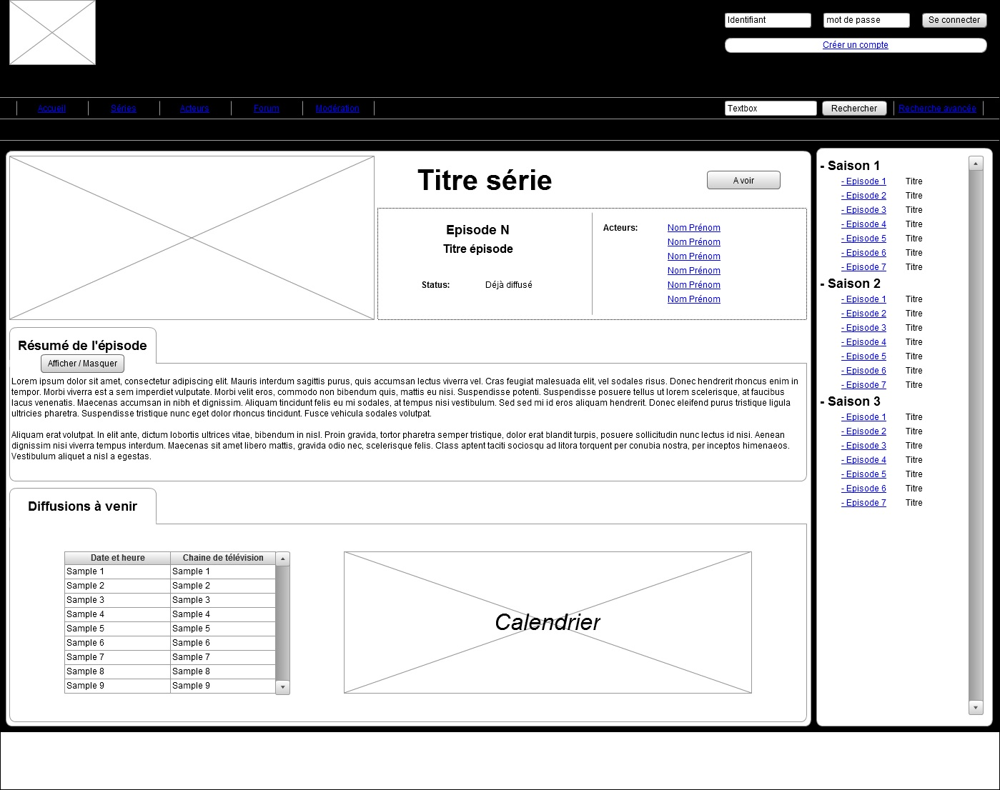 Identifiant mot de passe Se connecter
Créer un compte
Accueil Séries Acteurs Forum Modération Textbox Rechercher Recherche avancée
Titre série A voir
Episode N
Titre épisode
Status: Déjà diffusé
Acteurs: Nom Prénom
Nom Prénom
Nom Prénom
Nom Prénom
Nom Prénom
Nom Prénom
Résumé de l'épisode
Afficher / Masquer
Lorem ipsum dolor sit amet, consectetur adipiscing elit. Mauris interdum sagittis purus, quis accumsan lectus viverra vel. Cras feugiat malesuada elit, vel sodales risus. Donec hendrerit rhoncus enim in
tempor. Morbi viverra est a sem imperdiet vulputate. Morbi velit eros, commodo non bibendum quis, mattis eu nisi. Suspendisse potenti. Suspendisse posuere tellus ut lorem scelerisque, at faucibus
lacus venenatis. Maecenas accumsan in nibh et dignissim. Aliquam tincidunt felis eu mi sodales, at tempus nisi vestibulum. Sed sed mi id eros aliquam hendrerit. Donec eleifend purus tristique ligula
ultricies pharetra. Suspendisse tristique nunc eget dolor rhoncus tincidunt. Fusce vehicula sodales volutpat.
Aliquam erat volutpat. In elit ante, dictum lobortis ultrices vitae, bibendum in nisl. Proin gravida, tortor pharetra semper tristique, dolor erat blandit turpis, posuere sollicitudin nunc lectus id nisi. Aenean
dignissim nisi viverra tempus interdum. Maecenas sit amet libero mattis, gravida odio nec, scelerisque felis. Class aptent taciti sociosqu ad litora torquent per conubia nostra, per inceptos himenaeos.
Vestibulum aliquet a nisl a egestas.
Diffusions à venir
Date et heure Chaine de télévision
Sample 1 Sample 1
Sample 2 Sample 2
Sample 3 Sample 3
Sample 4 Sample 4
Sample 5 Sample 5
Sample 6 Sample 6
Sample 7 Sample 7
Sample 8 Sample 8
Sample 9 Sample 9
Calendrier
- Saison 1
- Episode 1 Titre
- Episode 2 Titre
- Episode 3 Titre
- Episode 4 Titre
- Episode 5 Titre
- Episode 6 Titre
- Episode 7 Titre
- Saison 2
- Episode 1 Titre
- Episode 2 Titre
- Episode 3 Titre
- Episode 4 Titre
- Episode 5 Titre
- Episode 6 Titre
- Episode 7 Titre
- Saison 3
- Episode 1 Titre
- Episode 2 Titre
- Episode 3 Titre
- Episode 4 Titre
- Episode 5 Titre
- Episode 6 Titre
- Episode 7 Titre